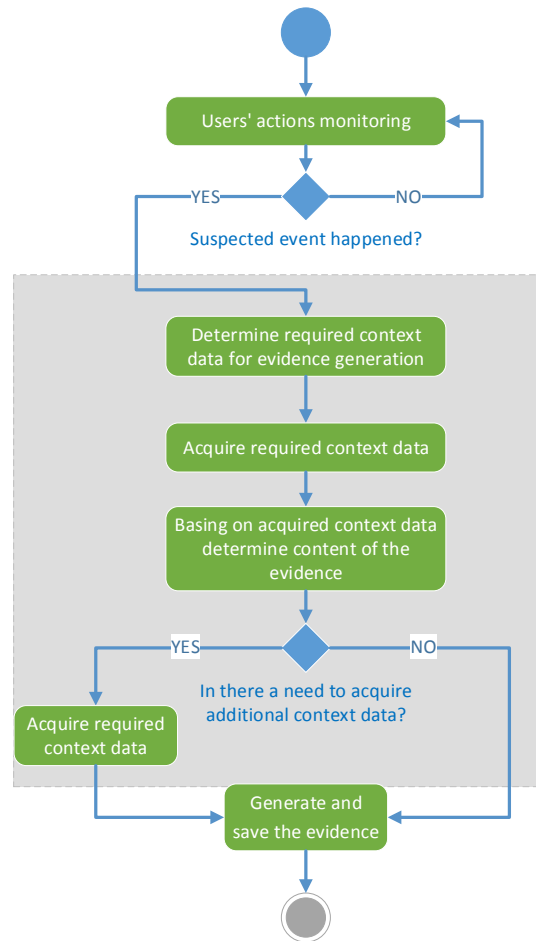 Users' actions monitoring
YES
NO
Suspected event happened?
Determine required context
data for evidence generation
Acquire required context data
Basing on acquired context data
determine content of the
evidence
YES
NO
In there a need to acquire
additional context data?
Acquire required
context data
Generate and
save the evidence